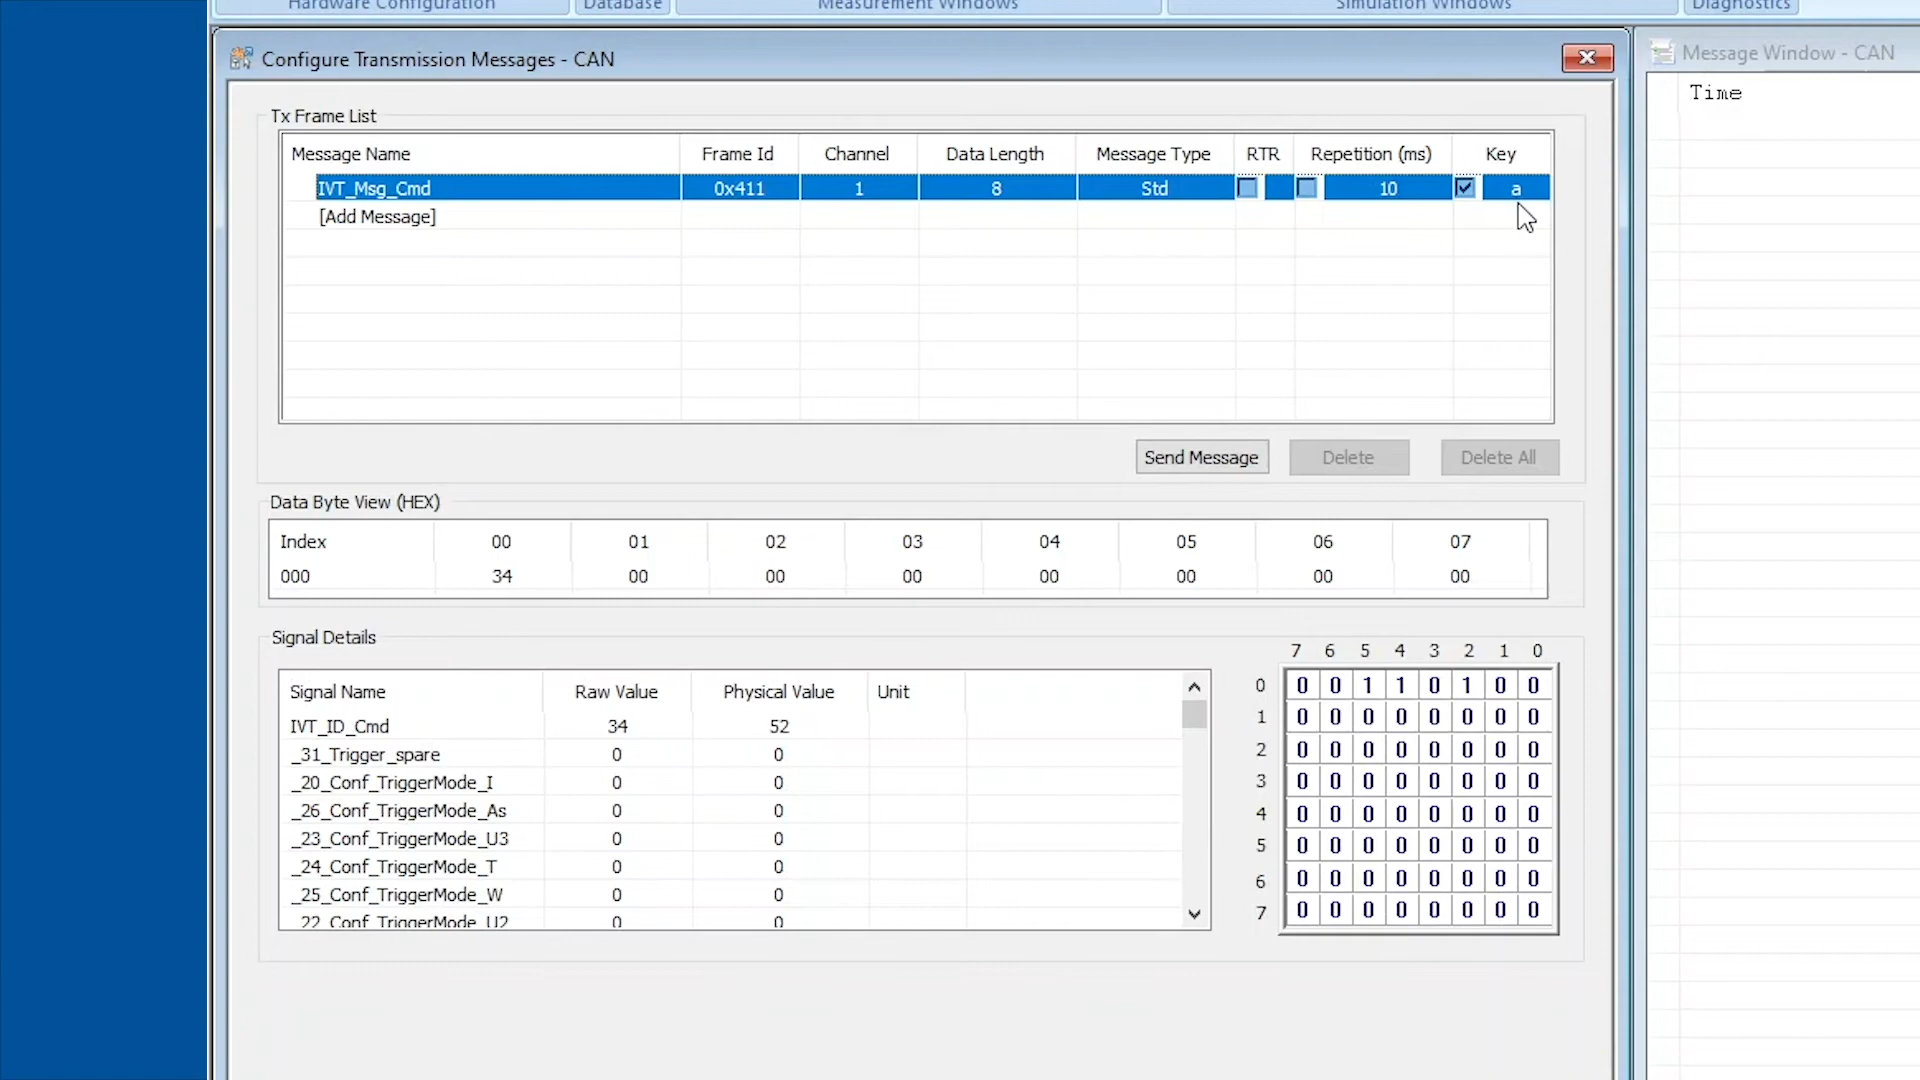 Hardware Configuration Database Measurement Windows Simulation Windows Diagnostics
Configure Transmission Messages - CAN
Message Window - CAN
Time
Tx Frame List
Message Name Frame Id Channel Data Length Message Type RTR Repetition (ms) Key
IVT_Msg_Cmd 0x411 1 8 Std 10 a
[Add Message]
Send Message Delete Delete All
Data Byte View (HEX)
Index 00 01 02 03 04 05 06 07
000 34 00 00 00 00 00 00 00
Signal Details
Signal Name Raw Value Physical Value Unit
IVT_ID_Cmd 34 52
_31_Trigger_spare 0 0
_20_Conf_TriggerMode_I 0 0
_26_Conf_TriggerMode_As 0 0
_23_Conf_TriggerMode_U3 0 0
_24_Conf_TriggerMode_T 0 0
_25_Conf_TriggerMode_W 0 0
_22_Conf_TriggerMode_U2 0 0
7 6 5 4 3 2 1 0
0 0 0 1 1 0 1 0 0
1 0 0 0 0 0 0 0 0
2 0 0 0 0 0 0 0 0
3 0 0 0 0 0 0 0 0
4 0 0 0 0 0 0 0 0
5 0 0 0 0 0 0 0 0
6 0 0 0 0 0 0 0 0
7 0 0 0 0 0 0 0 0